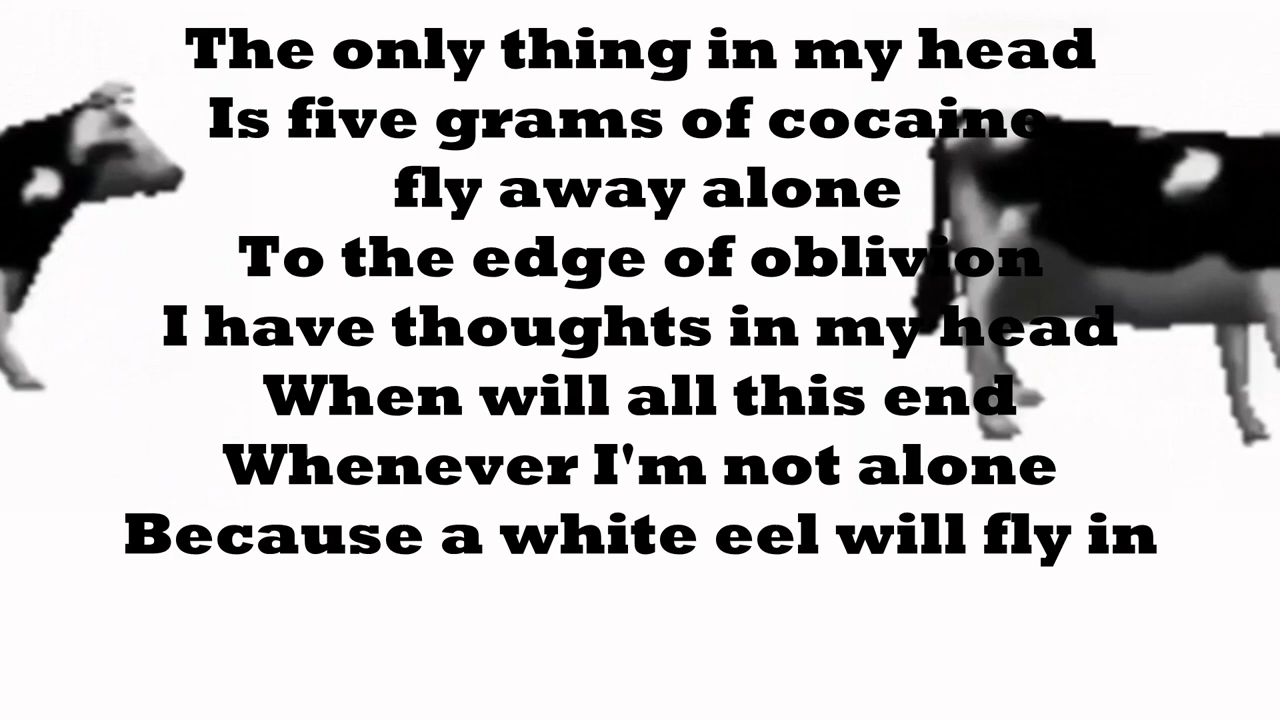 The only thing in my head
Is five grams of cocaine
fly away alone
To the edge of oblivion
I have thoughts in my head
When will all this end
Whenever I'm not alone
Because a white eel will fly in